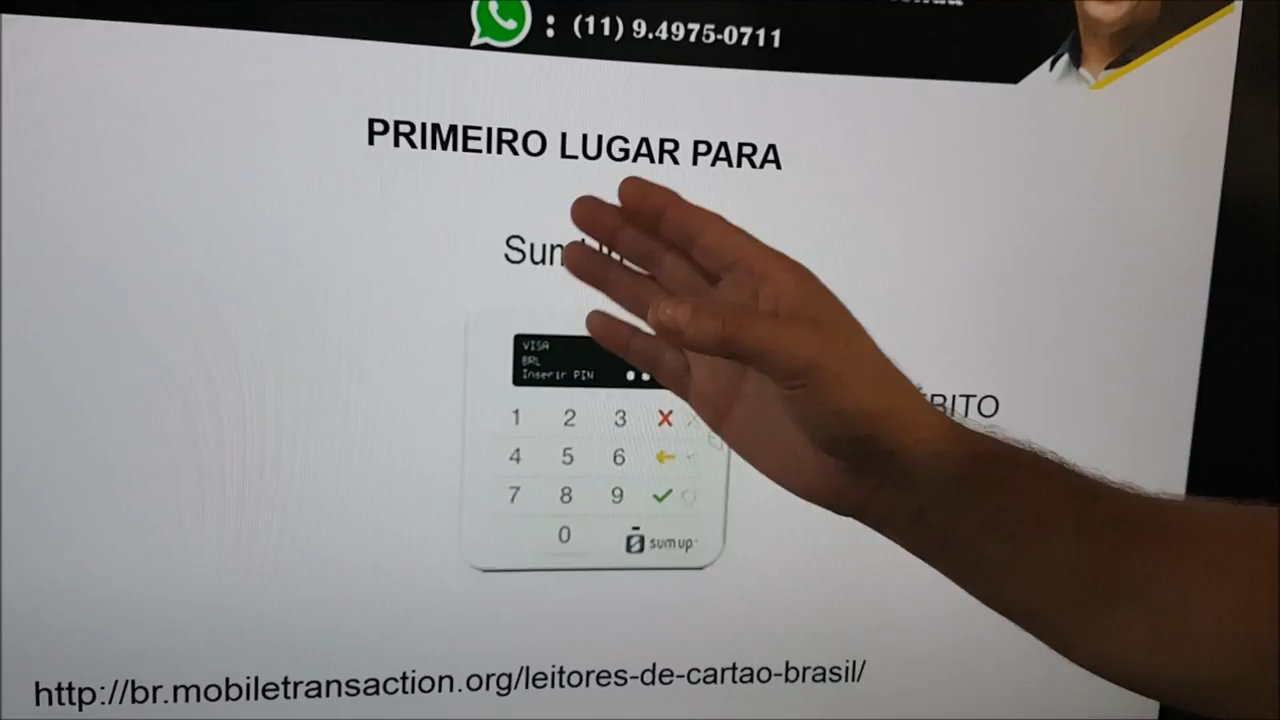 : (11) 9.4975-0711
PRIMEIRO LUGAR PARA
VISA
BRL
Inserir PIN
1 2 3
4 5 6
7 8 9
0
sumup
http://br.mobiletransaction.org/leitores-de-cartao-brasil/